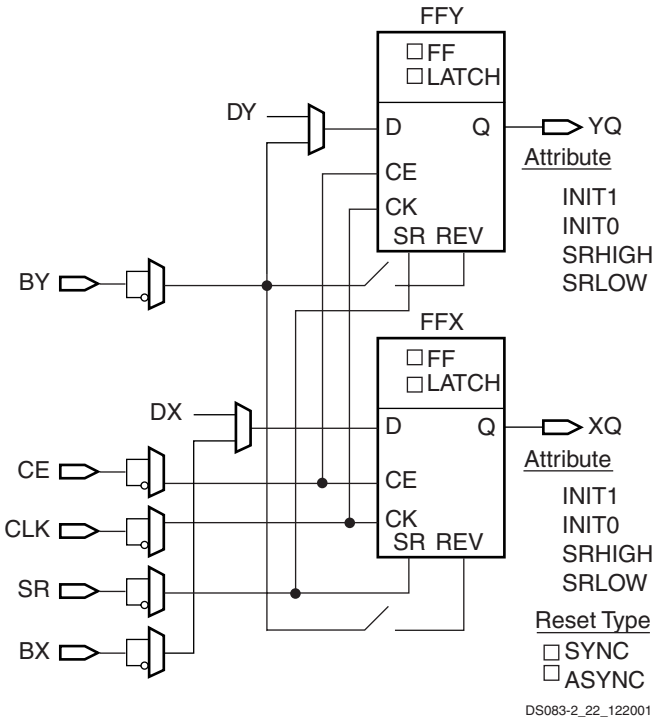 FFY
FF
LATCH
DY
D
Q
YQ
CE
CK
SR REV
Attribute
INIT1
INIT0
SRHIGH
SRLOW
BY
FFX
FF
LATCH
DX
D
Q
XQ
CE
CE
CLK
CK
SR REV
Attribute
INIT1
INIT0
SRHIGH
SRLOW
SR
BX
Reset Type
SYNC
ASYNC
DS083-2_22_122001